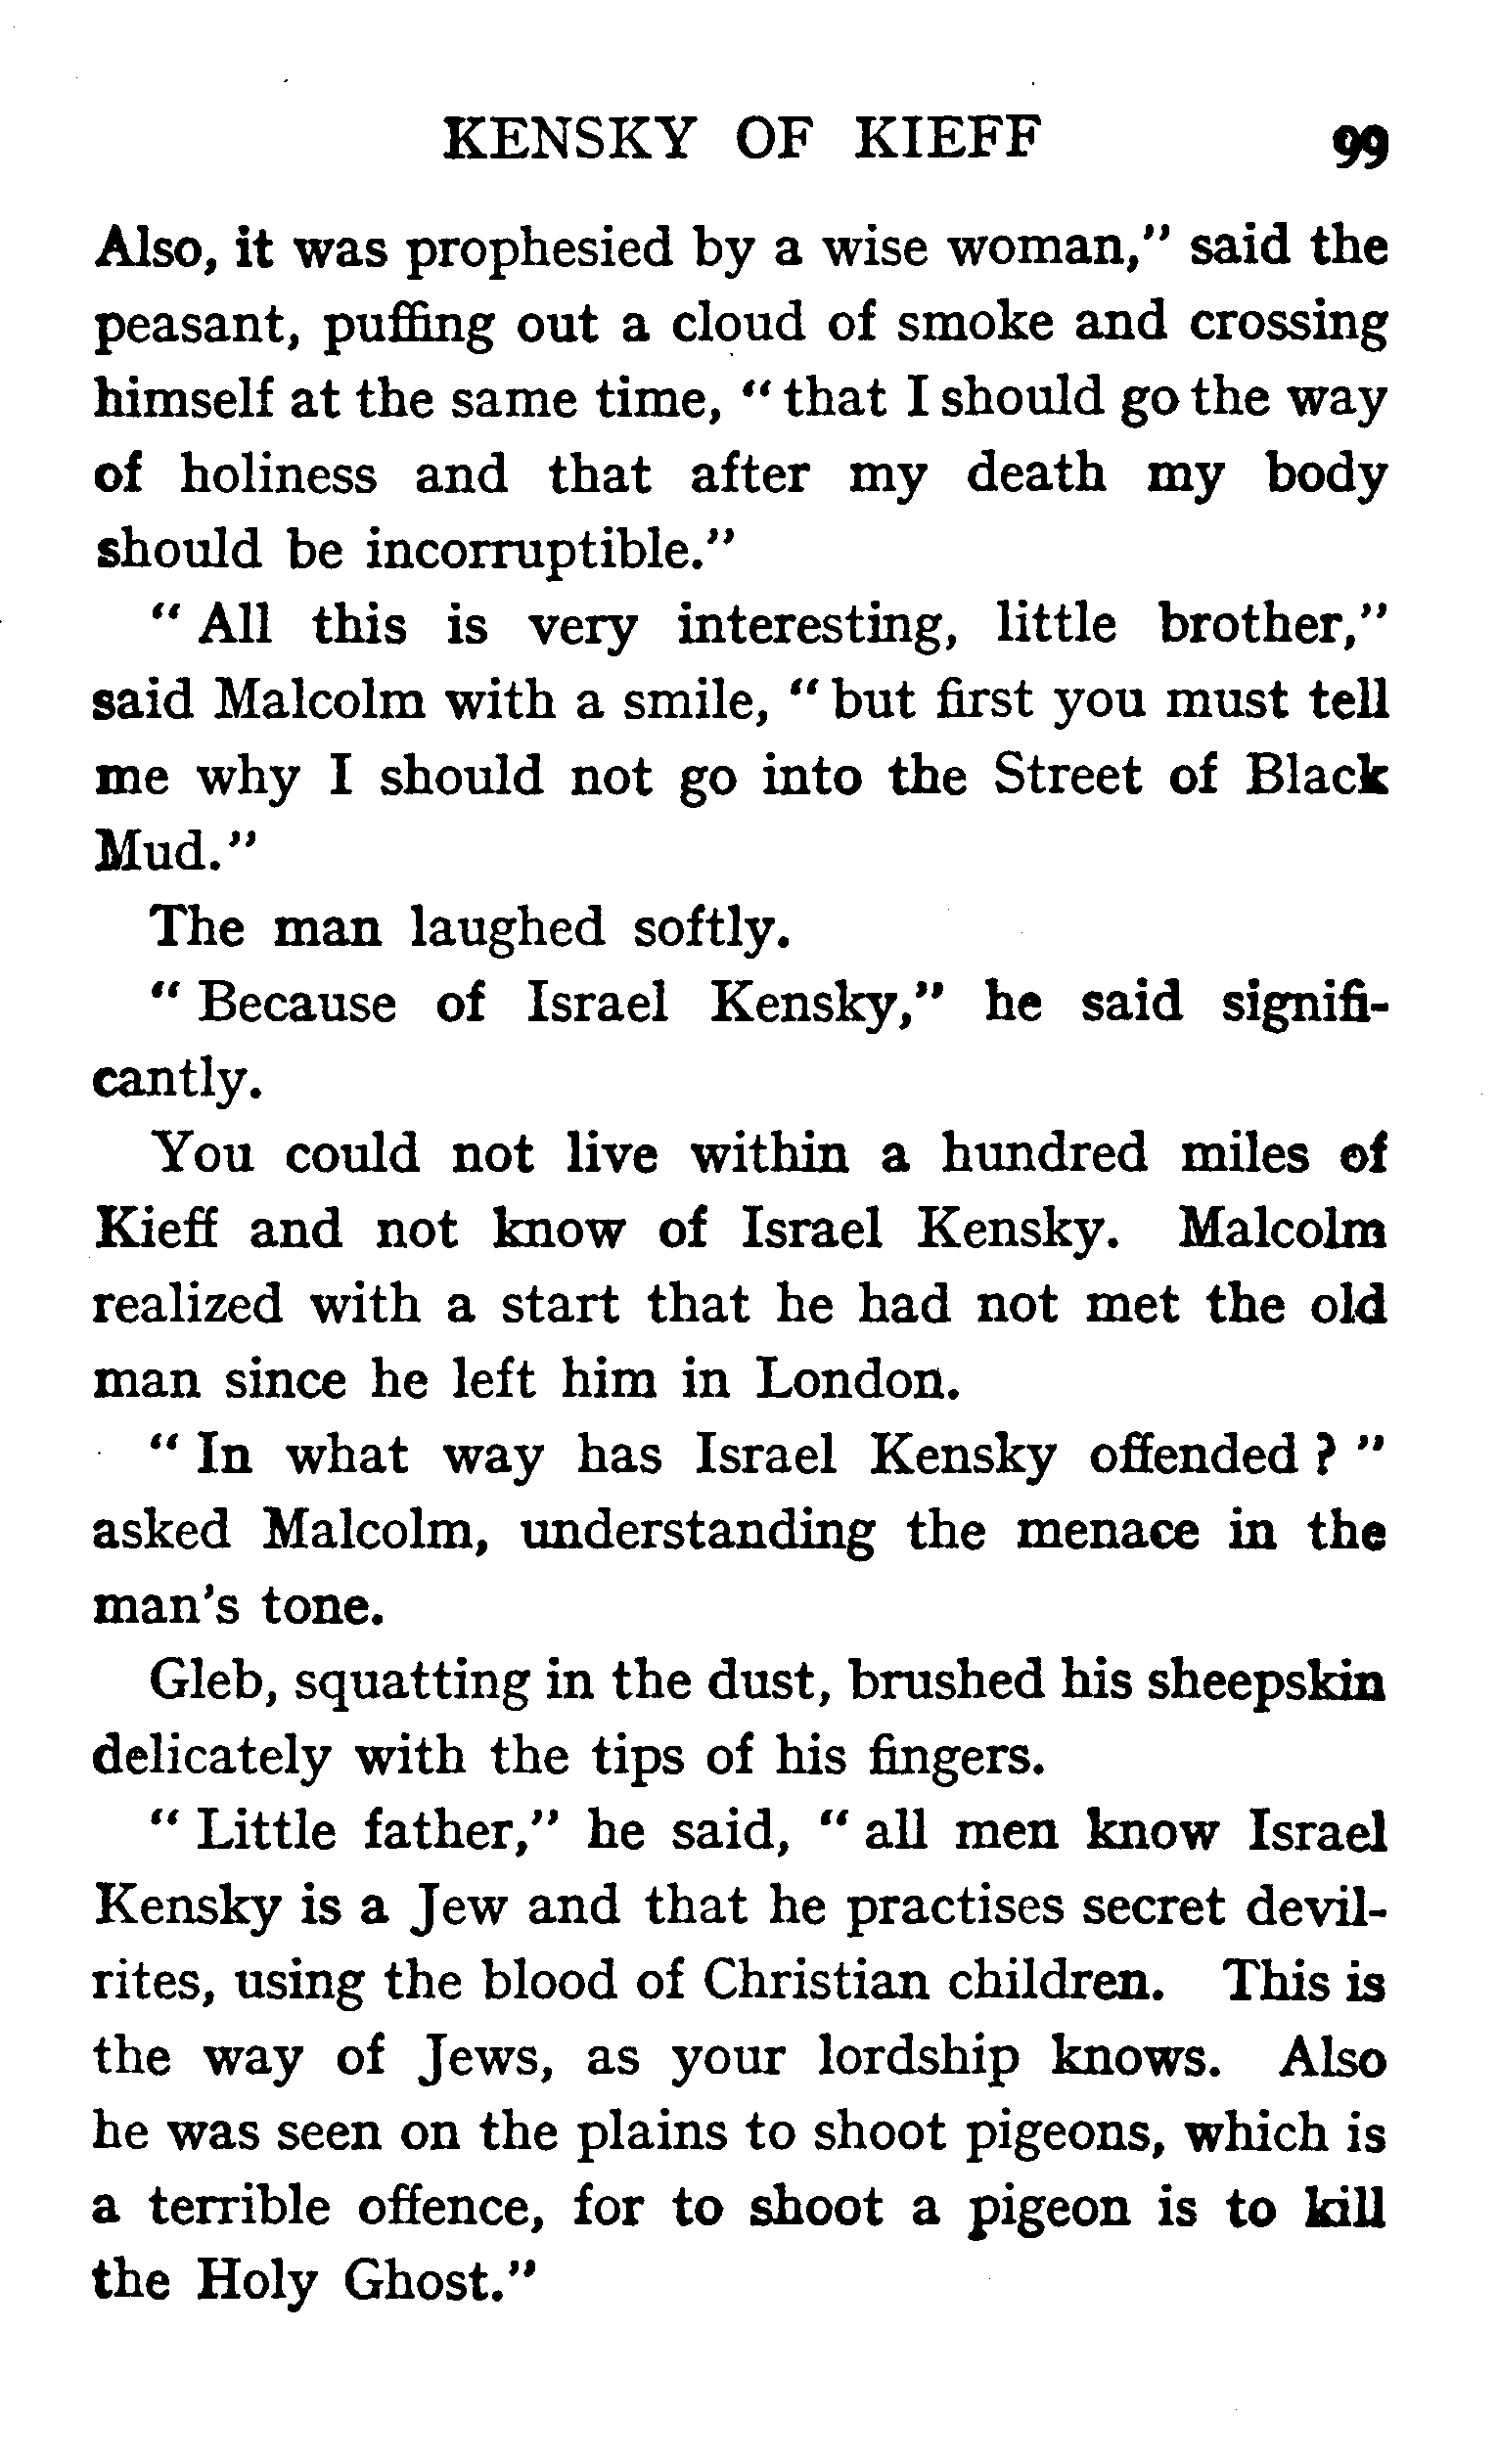 KENSKY OF KIEFF 99
Also, it was prophesied by a wise woman," said the
peasant, puffing out a cloud of smoke and crossing
himself at the same time, "that I should go the way
of holiness and that after my death my body
should be incorruptible."
"All this is very interesting, little brother,"
said Malcolm with a smile, "but first you must tell
me why I should not go into the Street of Black
Mud."
The man laughed softly.
"Because of Israel Kensky," he said signifi-
cantly.
You could not live within a hundred miles of
Kieff and not know of Israel Kensky. Malcolm
realized with a start that he had not met the old
man since he left him in London.
"In what way has Israel Kensky offended?"
asked Malcolm, understanding the menace in the
man's tone.
Gleb, squatting in the dust, brushed his sheepskin
delicately with the tips of his fingers.
"Little father," he said, "all men know Israel
Kensky is a Jew and that he practises secret devil-
rites, using the blood of Christian children. This is
the way of Jews, as your lordship knows. Also
he was seen on the plains to shoot pigeons, which is
a terrible offence, for to shoot a pigeon is to kill
the Holy Ghost."